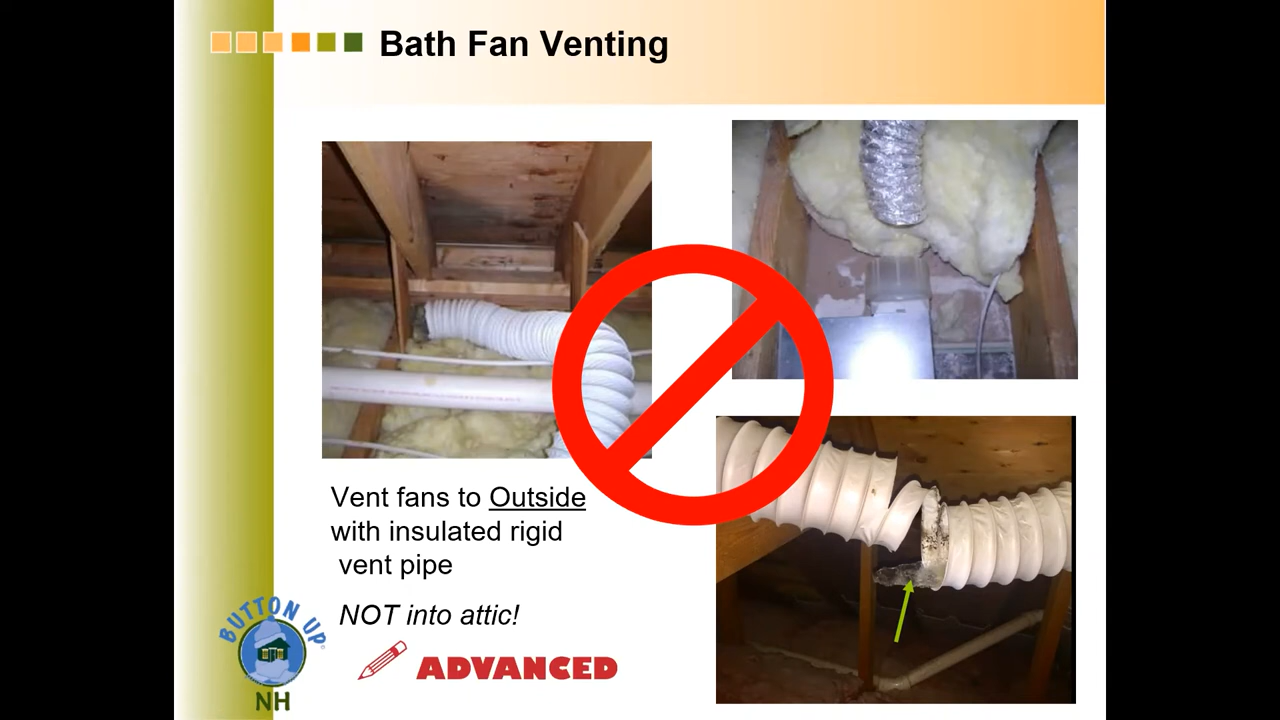 Bath Fan Venting
Vent fans to Outside
with insulated rigid
vent pipe
NOT into attic!
ADVANCED
BUTTON UP
NH